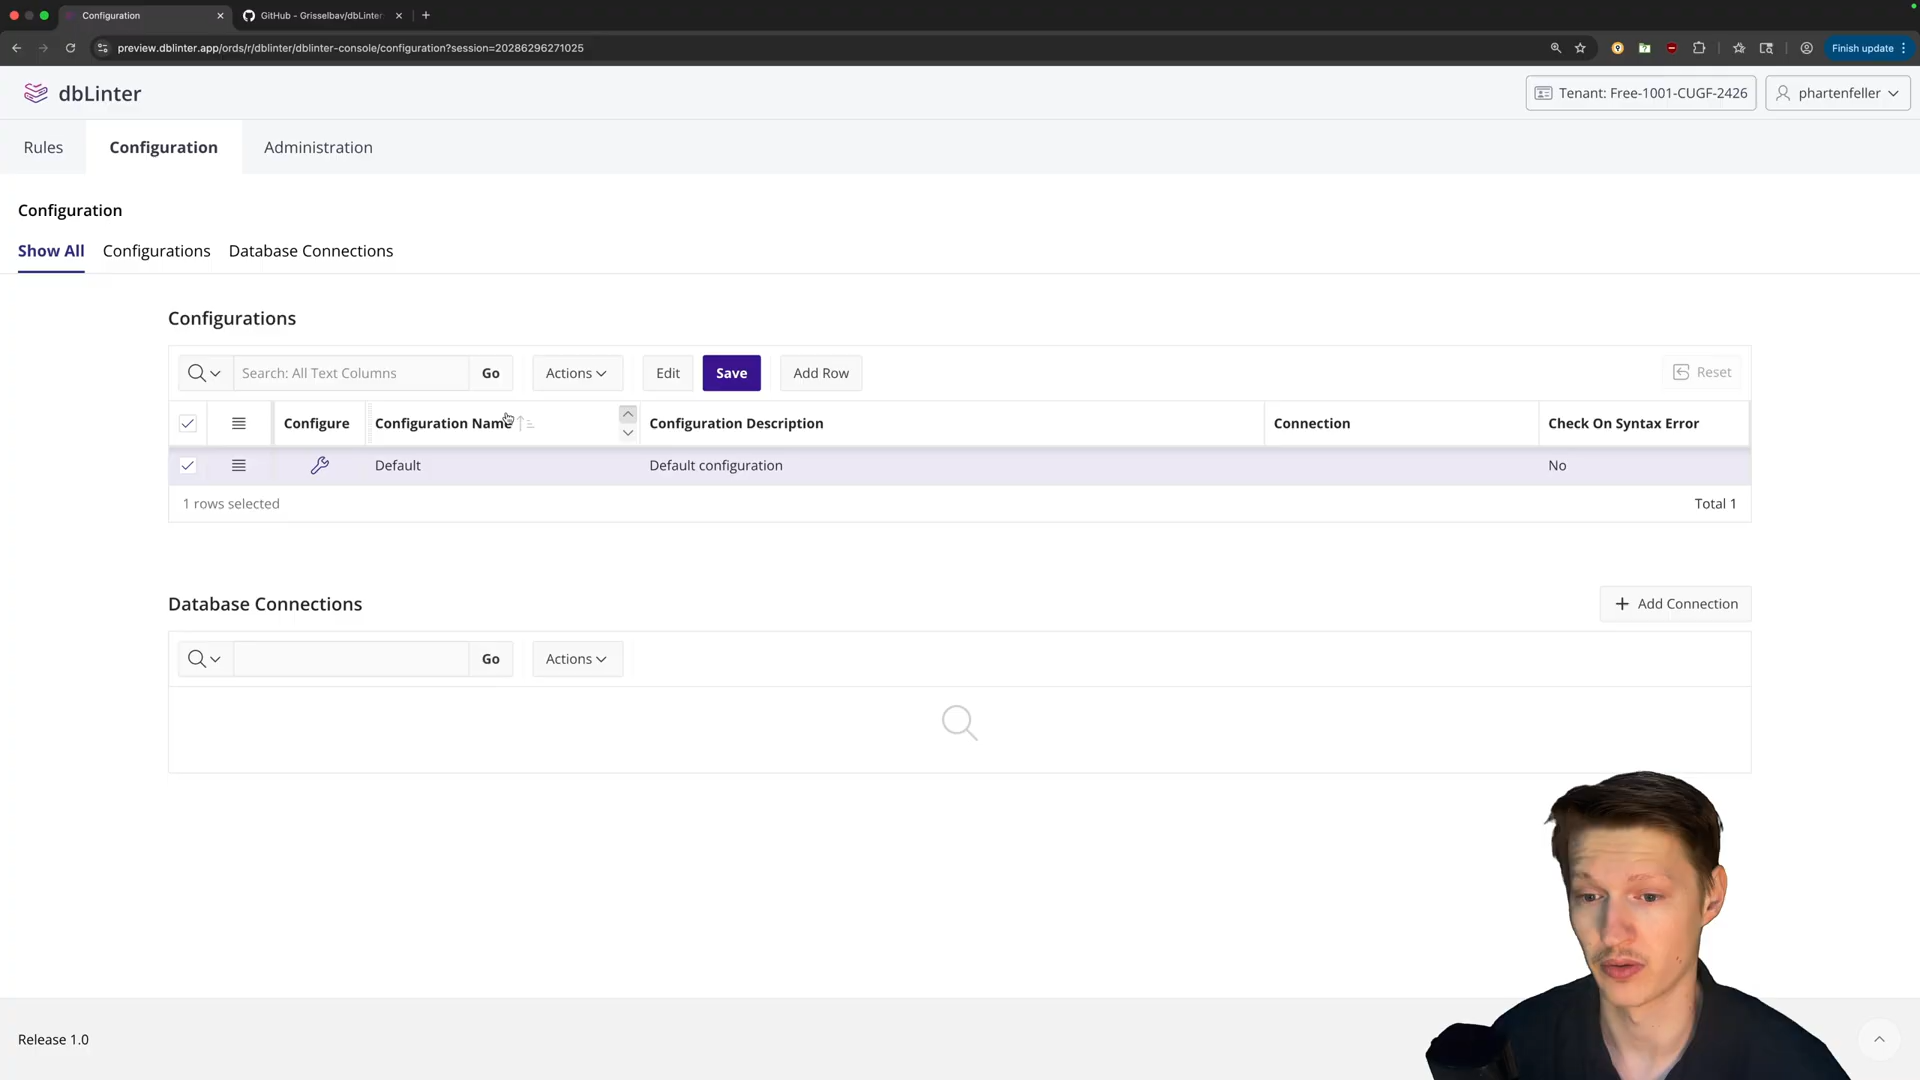 Configuration
GitHub - Grisselbav/dbLinter
preview.dblinter.app/ords/r/dblinter/dblinter-console/configuration?session=20286296271025
Finish update
dbLinter
Tenant: Free-1001-CUGF-2426
phartenfeller
Rules
Configuration
Administration
Configuration
Show All
Configurations
Database Connections
Configurations
Search: All Text Columns
Go
Actions
Edit
Save
Add Row
Reset
Configure
Configuration Name
Configuration Description
Connection
Check On Syntax Error
Default
Default configuration
No
1 rows selected
Total 1
Database Connections
Add Connection
Go
Actions
Release 1.0